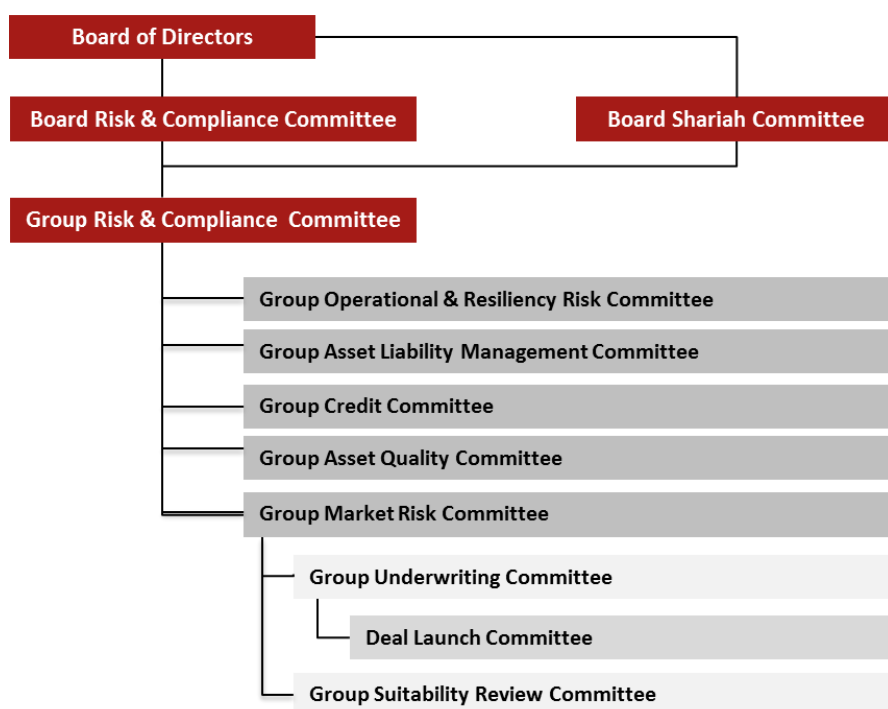 Board of Directors
Board Risk & Compliance Committee
Board Shariah Committee
Group Risk & Compliance Committee
Group Operational & Resiliency Risk Committee
Group Asset Liability Management Committee
Group Credit Committee
Group Asset Quality Committee
Group Market Risk Committee
Group Underwriting Committee
Deal Launch Committee
Group Suitability Review Committee